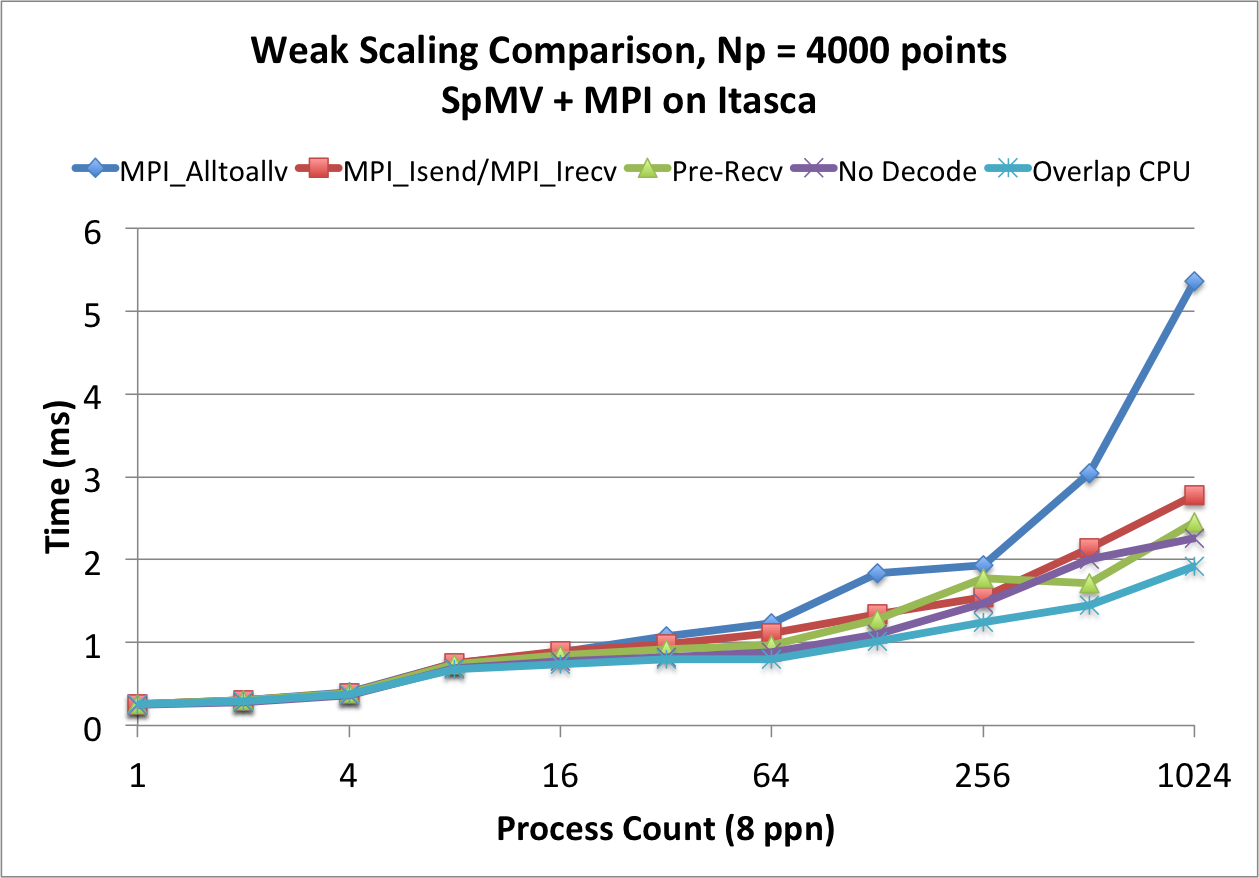 Weak Scaling Comparison, Np = 4000 points
SpMV + MPI on Itasca
MPI_Alltoallv MPI_Isend/MPI_Irecv Pre-Recv No Decode Overlap CPU
6
5
4
3
2
1
0
Time (ms)
1 4 16 64 256 1024
Process Count (8 ppn)